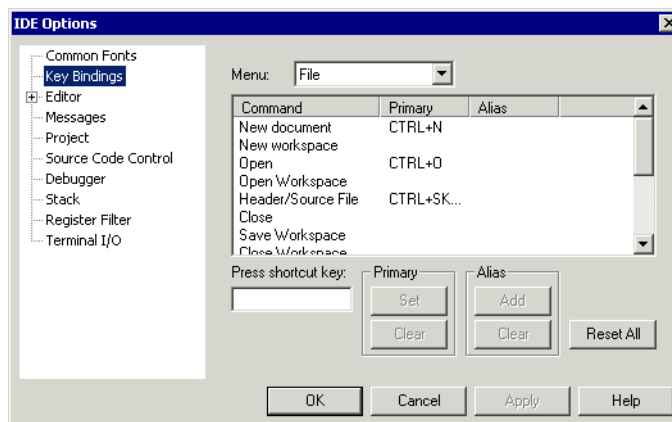 IDE Options
Common Fonts
Key Bindings
Editor
Messages
Project
Source Code Control
Debugger
Stack
Register Filter
Terminal I/O
Menu: File
Command Primary Alias
New document CTRL+N
New workspace
Open CTRL+O
Open Workspace
Header/Source File CTRL+SK...
Close
Save Workspace
Close Workspace
Press shortcut key: Primary Alias
Set Add
Clear Clear Reset All
OK Cancel Apply Help